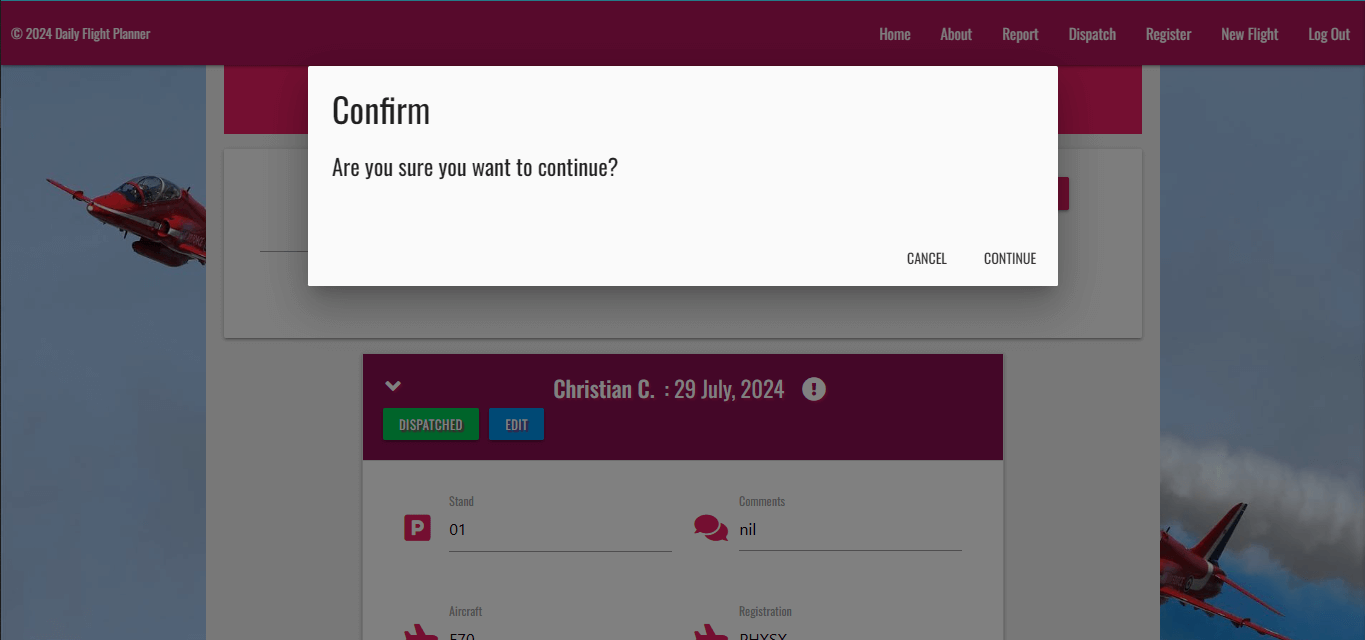 © 2024 Daily Flight Planner
Home About Report Dispatch Register New Flight Log Out
Confirm
Are you sure you want to continue?
CANCEL CONTINUE
Christian C. : 29 July, 2024
DISPATCHED EDIT
Stand Comments
P 01 nil
Aircraft Registration
F70 PHXSX